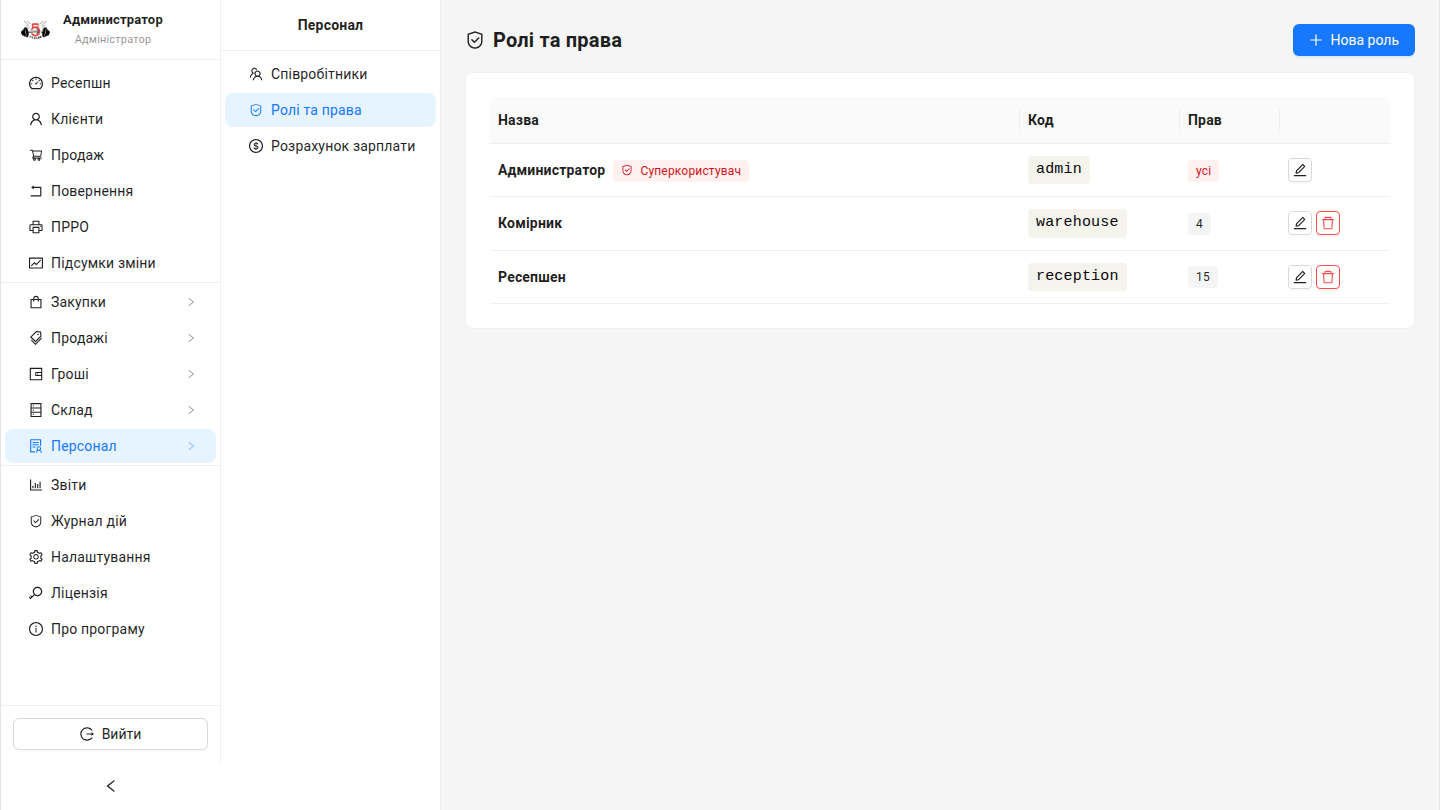 Администратор
Адміністратор
Ресепшн
Клієнти
Продаж
Повернення
ПРРО
Підсумки зміни
Закупки
Продажі
Гроші
Склад
Персонал
Звіти
Журнал дій
Налаштування
Ліцензія
Про програму
Вийти
Персонал
Співробітники
Ролі та права
Розрахунок зарплати
Ролі та права
Нова роль
Назва Код Прав
Администратор Суперкористувач admin усі
Комірник warehouse 4
Ресепшен reception 15